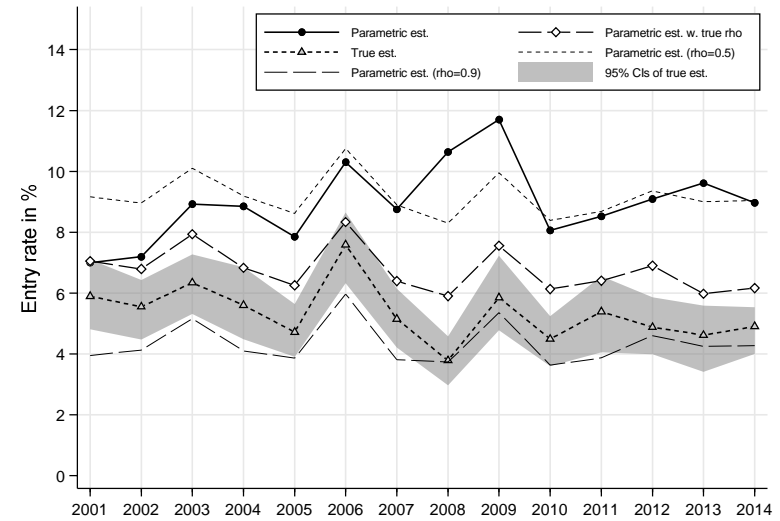 Parametric est.
Parametric est. w. true rho
True est.
Parametric est. (rho=0.5)
Parametric est. (rho=0.9)
95% CIs of true est.
Entry rate in %
14
12
10
8
6
4
2
0
2001 2002 2003 2004 2005 2006 2007 2008 2009 2010 2011 2012 2013 2014